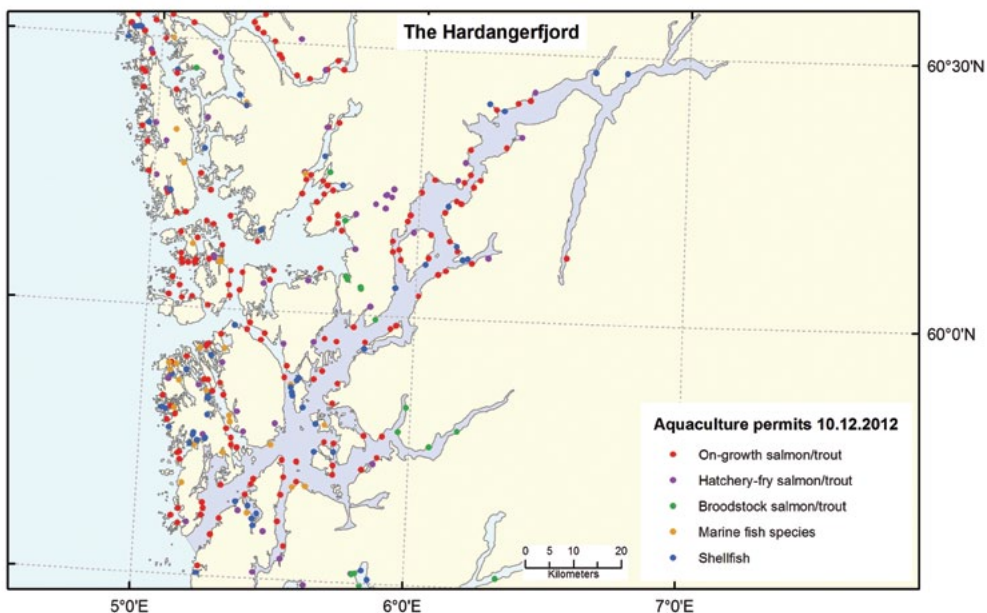 The Hardangerfjord
60°30'N
60°0'N
Aquaculture permits 10.12.2012
On-growth salmon/trout
Hatchery-fry salmon/trout
Broodstock salmon/trout
Marine fish species
Shellfish
0 5 10 20
Kilometers
5°0'E 6°0'E 7°0'E